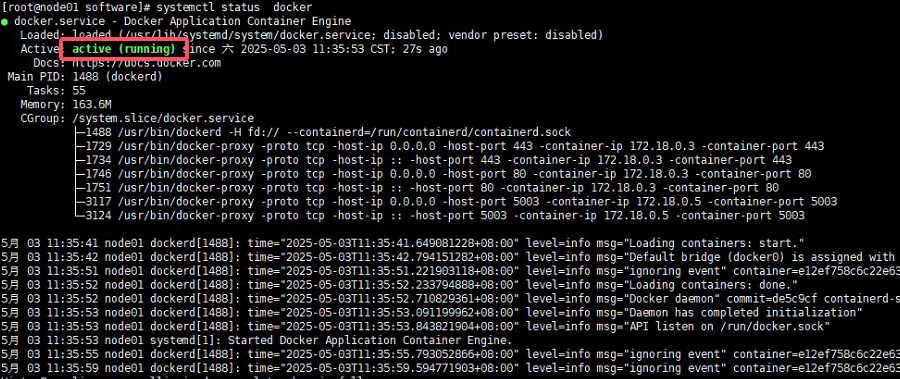 [root@node01 software]# systemctl status  docker
● docker.service - Docker Application Container Engine
Loaded: loaded (/usr/lib/systemd/system/docker.service; disabled; vendor preset: disabled)
Active: active (running) since 六 2025-05-03 11:35:53 CST; 27s ago
Docs: https://docs.docker.com
Main PID: 1488 (dockerd)
Tasks: 55
Memory: 163.6M
CGroup: /system.slice/docker.service
├─1488 /usr/bin/dockerd -H fd:// --containerd=/run/containerd/containerd.sock
├─1729 /usr/bin/docker-proxy -proto tcp -host-ip 0.0.0.0 -host-port 443 -container-ip 172.18.0.3 -container-port 443
├─1734 /usr/bin/docker-proxy -proto tcp -host-ip :: -host-port 443 -container-ip 172.18.0.3 -container-port 443
├─1746 /usr/bin/docker-proxy -proto tcp -host-ip 0.0.0.0 -host-port 80 -container-ip 172.18.0.3 -container-port 80
├─1751 /usr/bin/docker-proxy -proto tcp -host-ip :: -host-port 80 -container-ip 172.18.0.3 -container-port 80
├─3117 /usr/bin/docker-proxy -proto tcp -host-ip 0.0.0.0 -host-port 5003 -container-ip 172.18.0.5 -container-port 5003
└─3124 /usr/bin/docker-proxy -proto tcp -host-ip :: -host-port 5003 -container-ip 172.18.0.5 -container-port 5003
5月 03 11:35:41 node01 dockerd[1488]: time="2025-05-03T11:35:41.649081228+08:00" level=info msg="Loading containers: start."
5月 03 11:35:42 node01 dockerd[1488]: time="2025-05-03T11:35:42.794151282+08:00" level=info msg="Default bridge (docker0) is assigned with
5月 03 11:35:51 node01 dockerd[1488]: time="2025-05-03T11:35:51.221903118+08:00" level=info msg="ignoring event" container=e12ef758c6c22e63
5月 03 11:35:52 node01 dockerd[1488]: time="2025-05-03T11:35:52.233794888+08:00" level=info msg="Loading containers: done."
5月 03 11:35:52 node01 dockerd[1488]: time="2025-05-03T11:35:52.710829361+08:00" level=info msg="Docker daemon" commit=de5c9cf containerd-s
5月 03 11:35:53 node01 dockerd[1488]: time="2025-05-03T11:35:53.091199962+08:00" level=info msg="Daemon has completed initialization"
5月 03 11:35:53 node01 dockerd[1488]: time="2025-05-03T11:35:53.843821904+08:00" level=info msg="API listen on /run/docker.sock"
5月 03 11:35:53 node01 systemd[1]: Started Docker Application Container Engine.
5月 03 11:35:55 node01 dockerd[1488]: time="2025-05-03T11:35:55.793052866+08:00" level=info msg="ignoring event" container=e12ef758c6c22e63
5月 03 11:35:59 node01 dockerd[1488]: time="2025-05-03T11:35:59.594771903+08:00" level=info msg="ignoring event" container=e12ef758c6c22e63